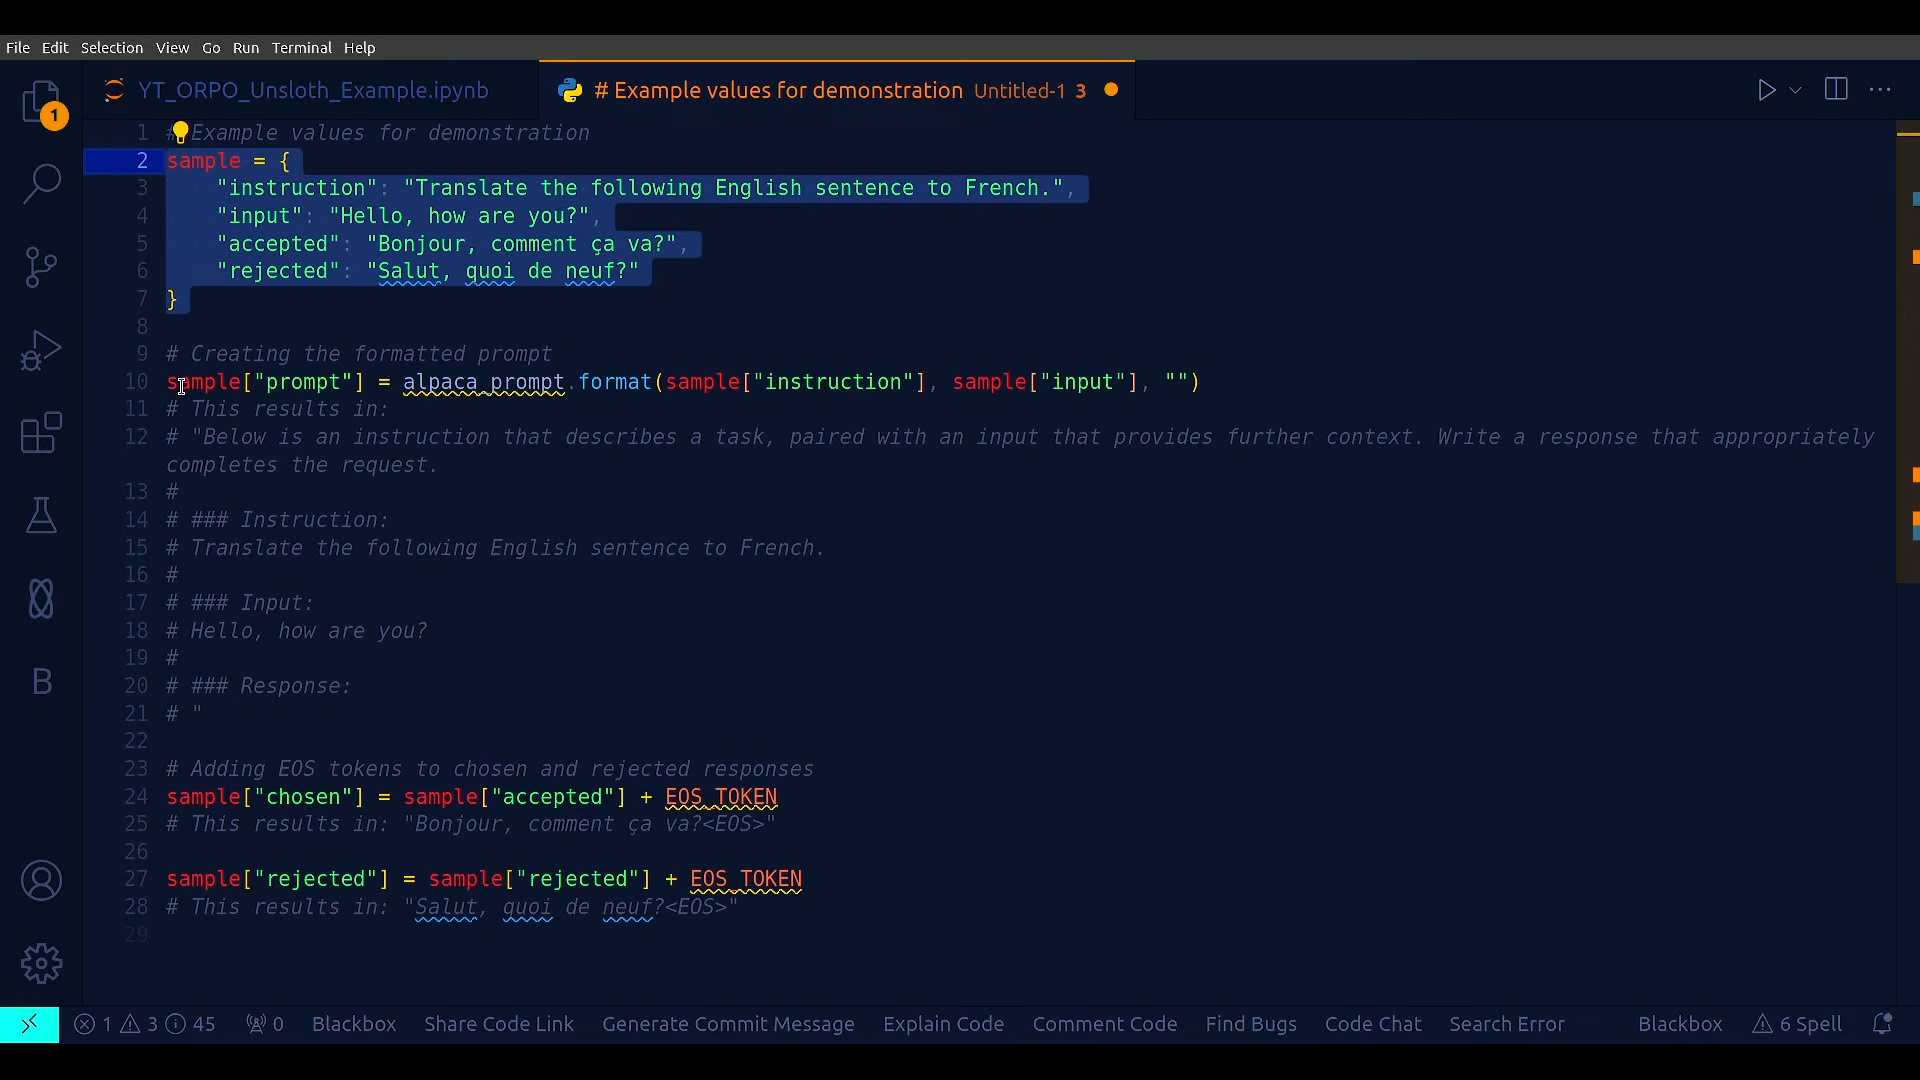 File Edit Selection View Go Run Terminal Help
YT_ORPO_Unsloth_Example.ipynb # Example values for demonstration Untitled-1 3
1
1 # Example values for demonstration
2 sample = {
3 "instruction": "Translate the following English sentence to French.",
4 "input": "Hello, how are you?",
5 "accepted": "Bonjour, comment ça va?",
6 "rejected": "Salut, quoi de neuf?"
7 }
8
9 # Creating the formatted prompt
10 sample["prompt"] = alpaca_prompt.format(sample["instruction"], sample["input"], "")
11 # This results in:
12 # "Below is an instruction that describes a task, paired with an input that provides further context. Write a response that appropriately
completes the request.
13 #
14 # ### Instruction:
15 # Translate the following English sentence to French.
16 #
17 # ### Input:
18 # Hello, how are you?
19 #
20 # ### Response:
21 # "
22
23 # Adding EOS tokens to chosen and rejected responses
24 sample["chosen"] = sample["accepted"] + EOS_TOKEN
25 # This results in: "Bonjour, comment ça va?<EOS>"
26
27 sample["rejected"] = sample["rejected"] + EOS_TOKEN
28 # This results in: "Salut, quoi de neuf?<EOS>"
29
B
1 3 45 0 Blackbox Share Code Link Generate Commit Message Explain Code Comment Code Find Bugs Code Chat Search Error Blackbox 6 Spell